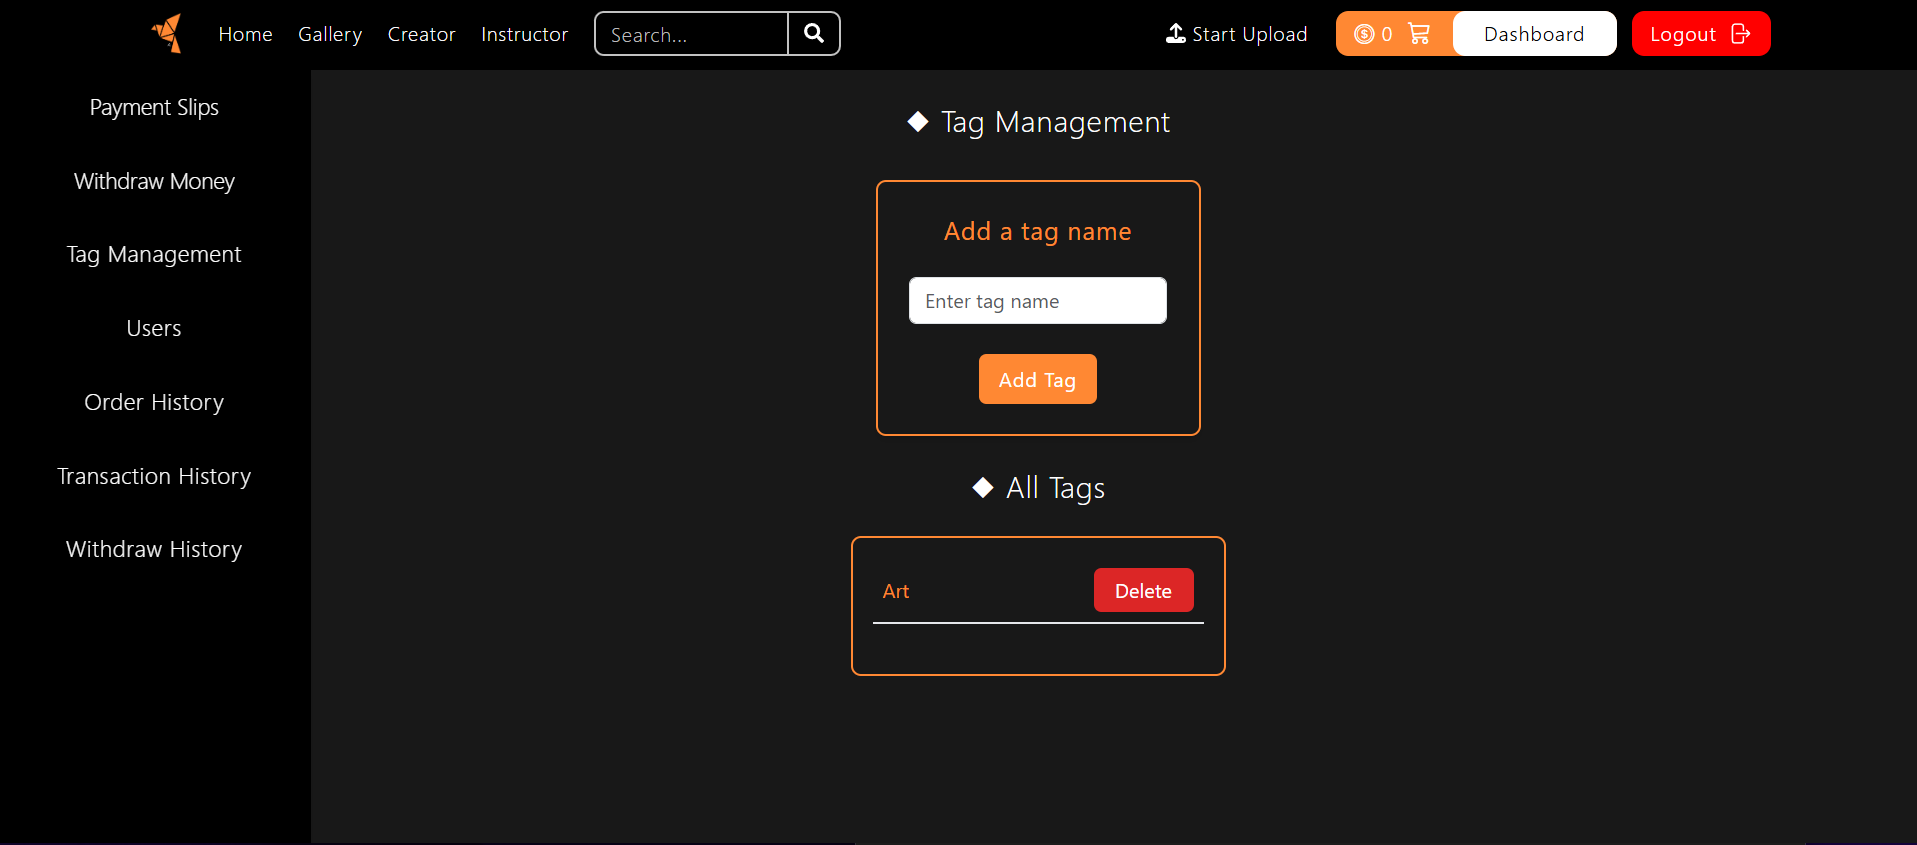 Home Gallery Creator Instructor Search... Start Upload 0 Dashboard Logout
Payment Slips
Withdraw Money
Tag Management
Users
Order History
Transaction History
Withdraw History
Tag Management
Add a tag name
Enter tag name
Add Tag
All Tags
Art Delete